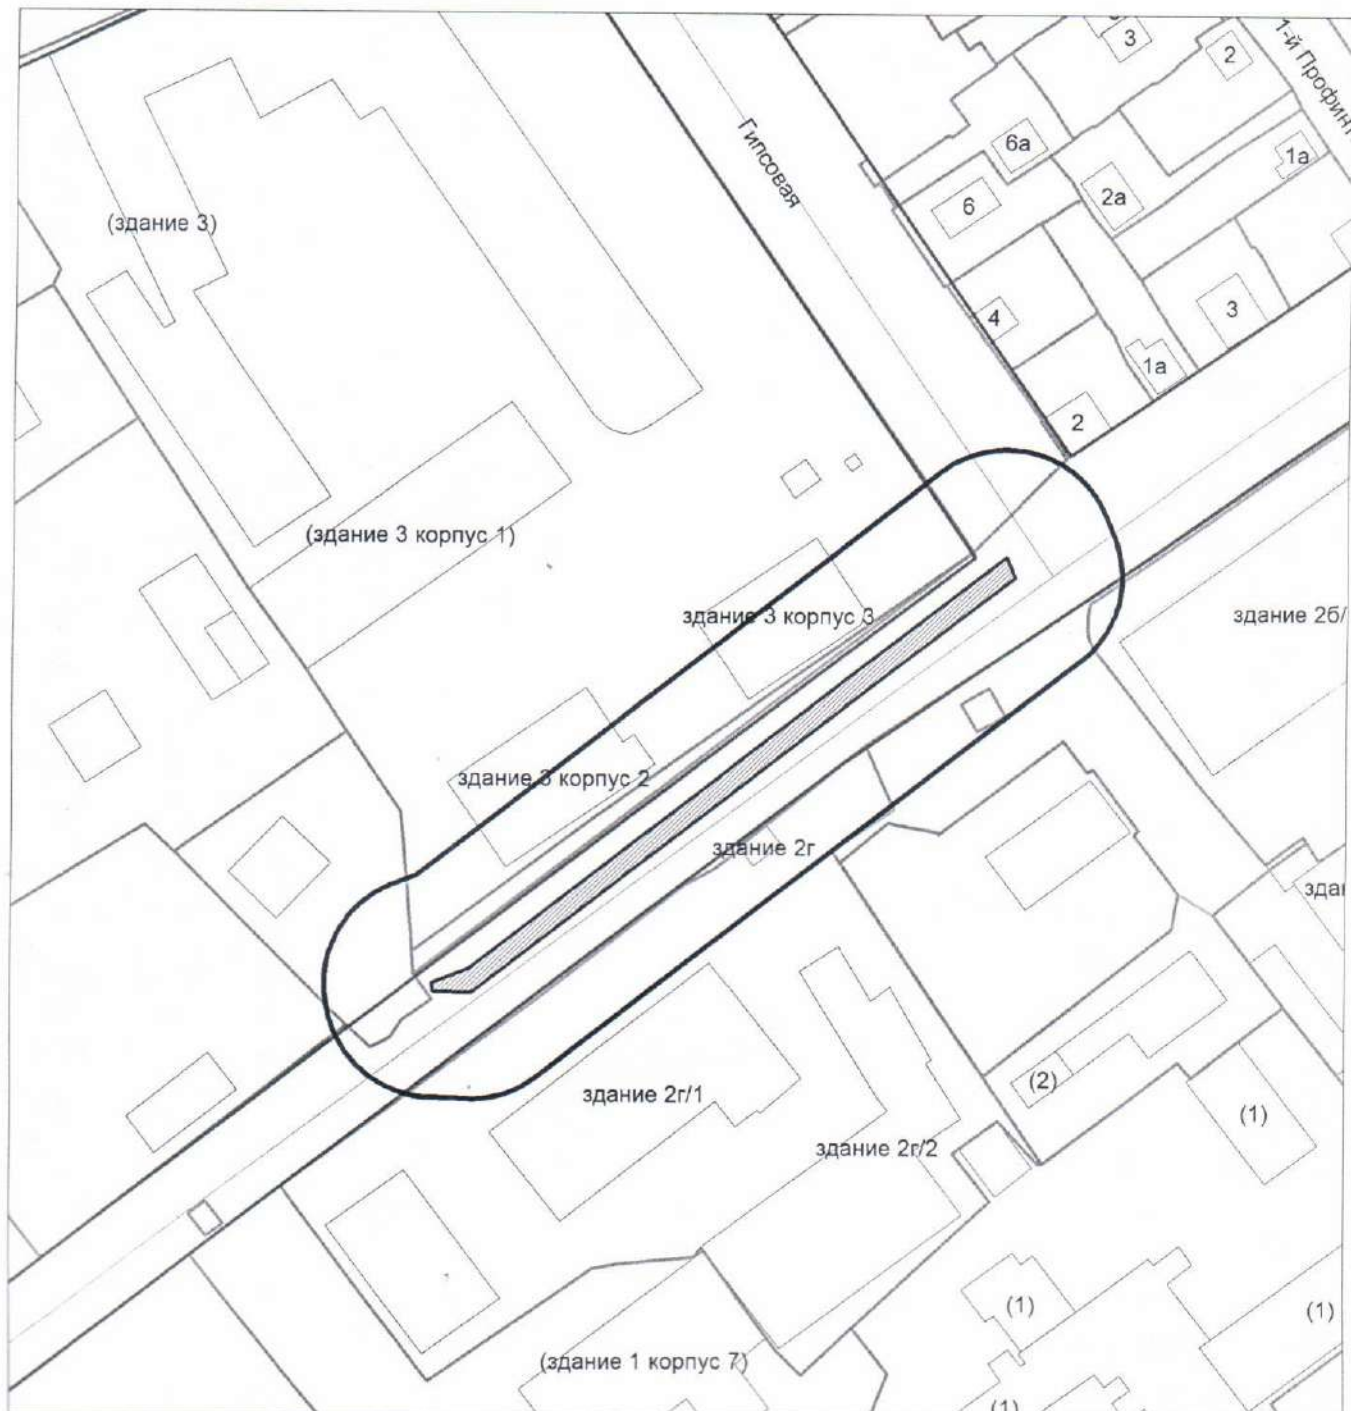 3
2
1-й
Гипсовая
6а
1а
6
2а
(здание 3)
4
3
1а
2
(здание 3 корпус 1)
здание 3 корпус 3
здание 2б/
здание 3 корпус 2
здание 2г
(2)
здание 2г/1
(1)
здание 2г/2
(1)
(1)
(здание 1 корпус 7)
(1)